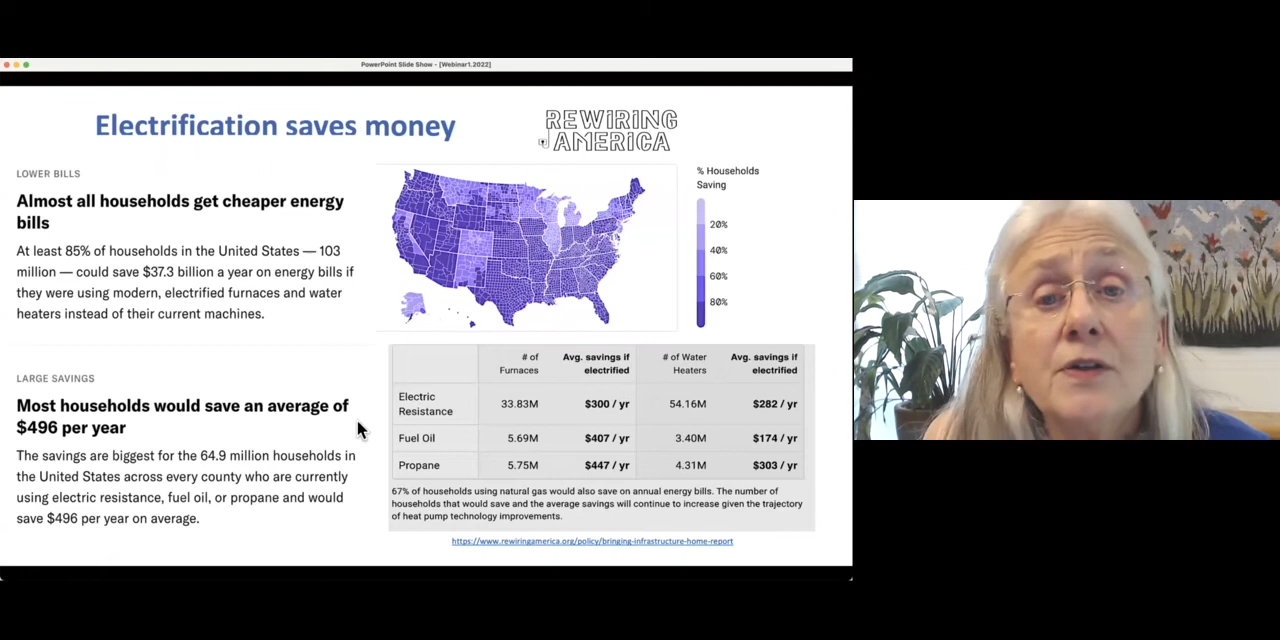 PowerPoint Slide Show - [Webinar1.2022]
Electrification saves money
REWIRING
AMERICA
LOWER BILLS
Almost all households get cheaper energy
bills
At least 85% of households in the United States — 103
million — could save $37.3 billion a year on energy bills if
they were using modern, electrified furnaces and water
heaters instead of their current machines.
% Households
Saving
20%
40%
60%
80%
LARGE SAVINGS
Most households would save an average of
$496 per year
The savings are biggest for the 64.9 million households in
the United States across every county who are currently
using electric resistance, fuel oil, or propane and would
save $496 per year on average.
# of Furnaces Avg. savings if electrified # of Water Heaters Avg. savings if electrified
Electric Resistance 33.83M $300 / yr 54.16M $282 / yr
Fuel Oil 5.69M $407 / yr 3.40M $174 / yr
Propane 5.75M $447 / yr 4.31M $303 / yr
67% of households using natural gas would also save on annual energy bills. The number of
households that would save and the average savings will continue to increase given the trajectory
of heat pump technology improvements.
https://www.rewiringamerica.org/policy/bringing-infrastructure-home-report